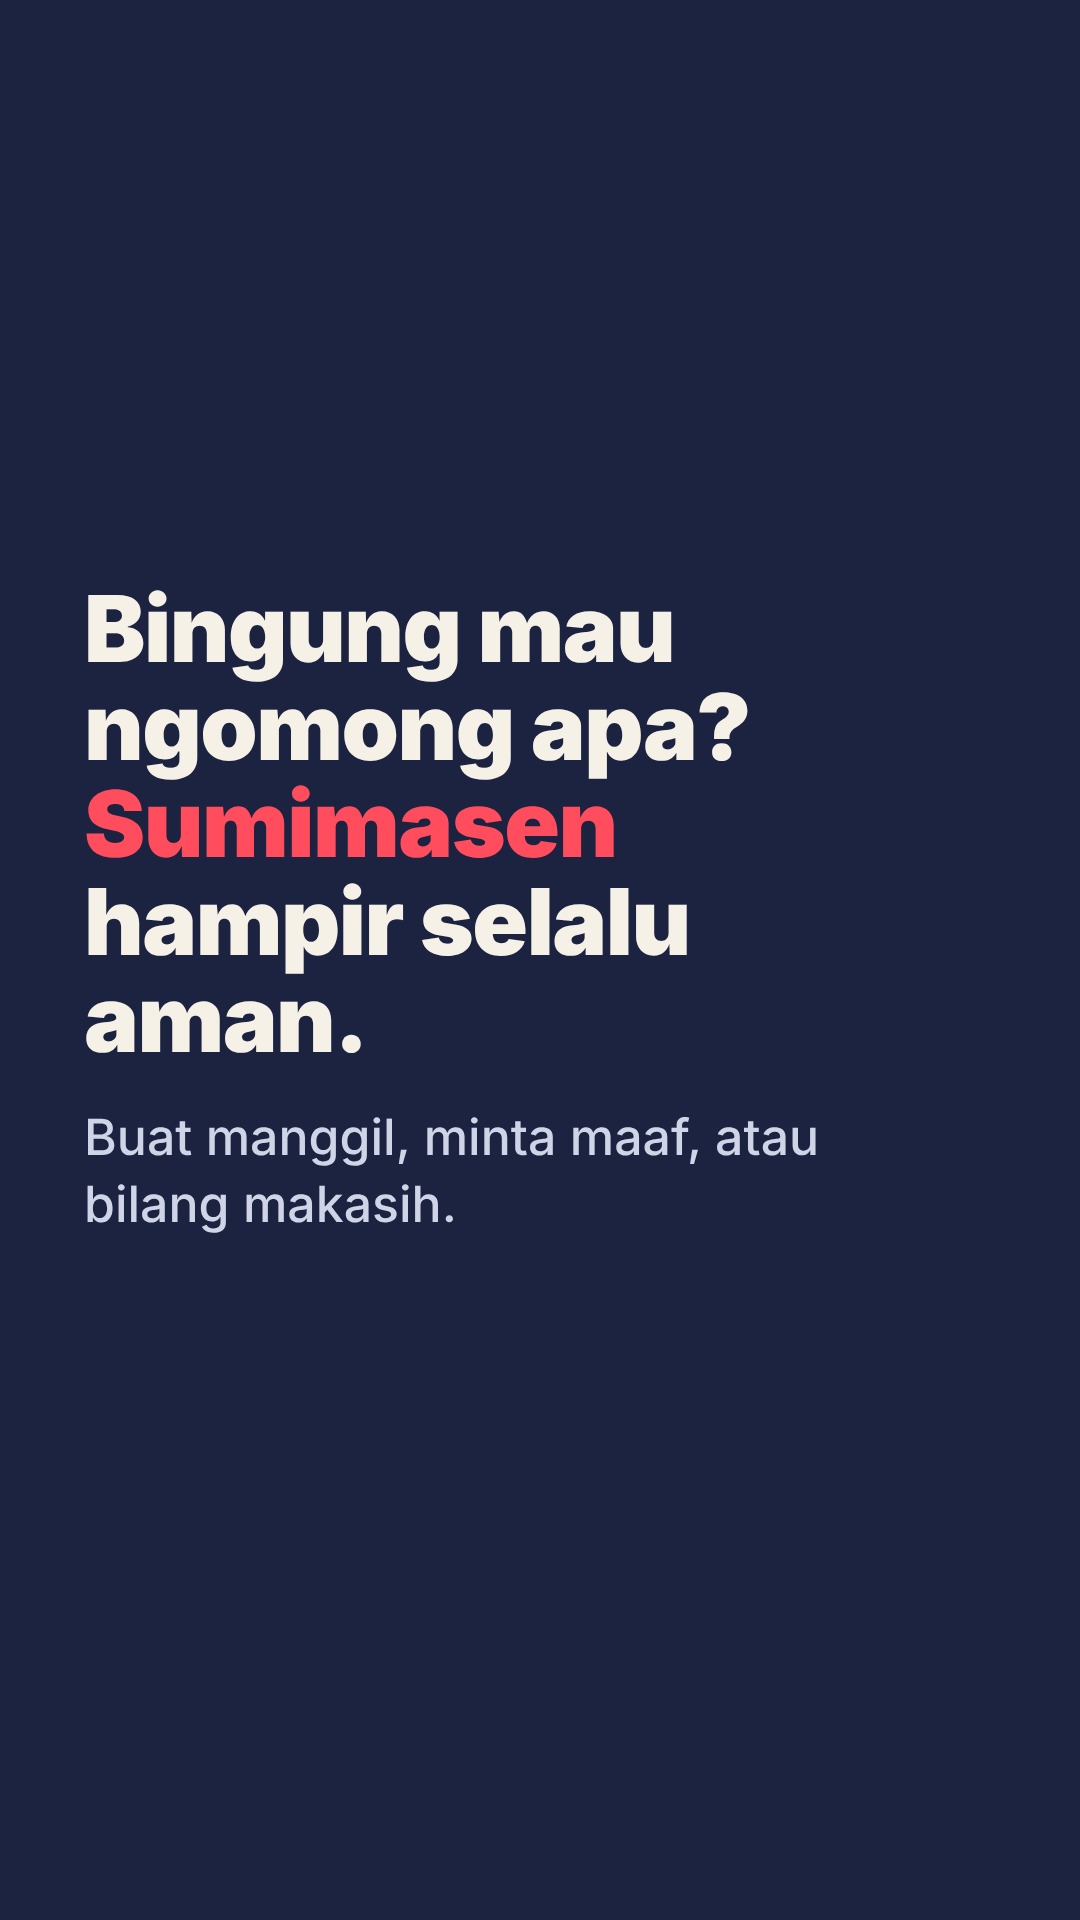 Bingung mau
ngomong apa?
Sumimasen
hampir selalu
aman.
Buat manggil, minta maaf, atau
bilang makasih.